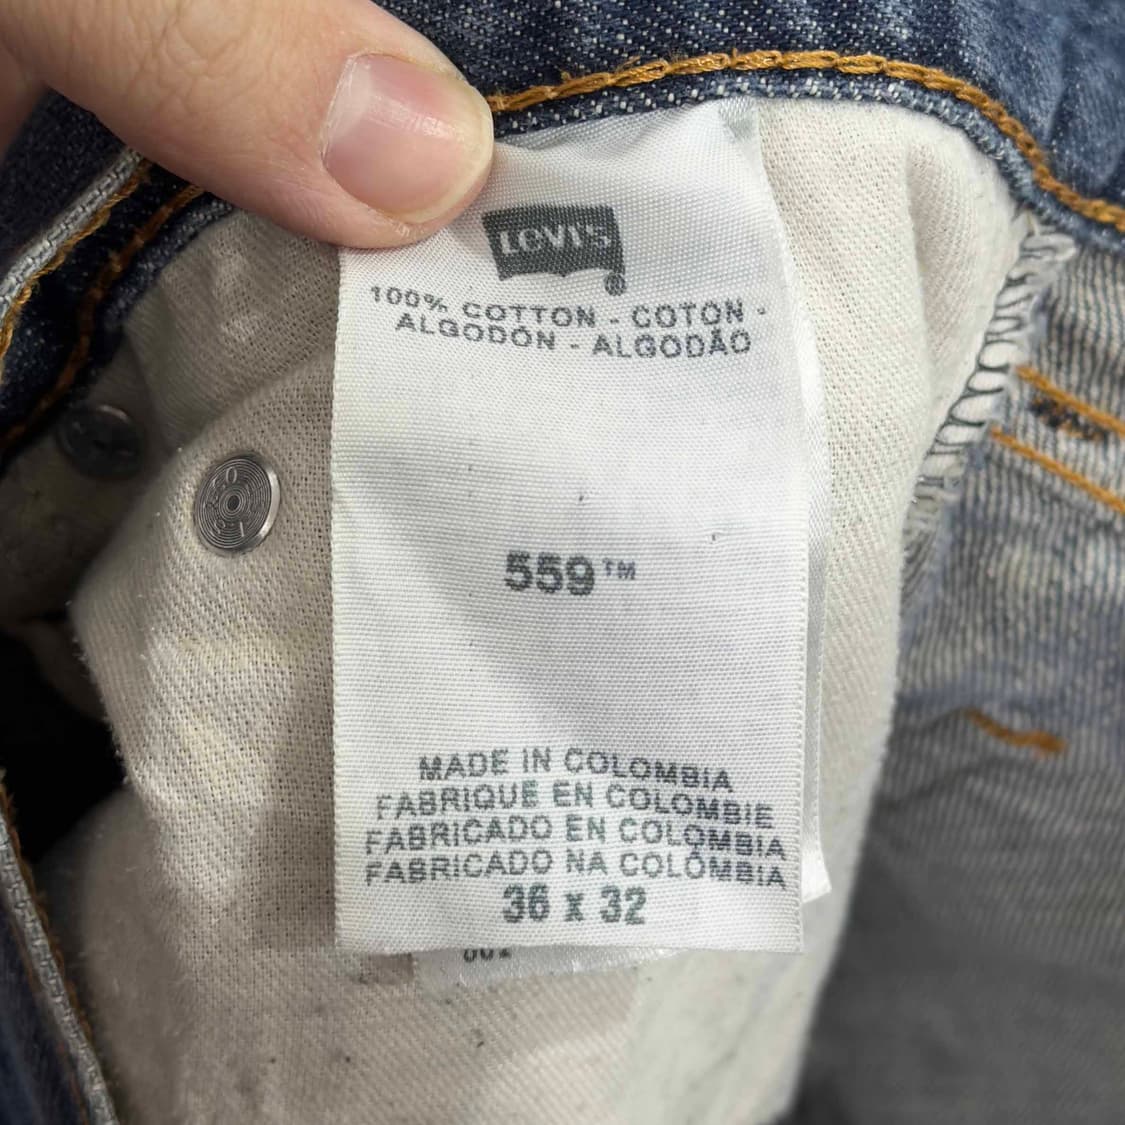 LEVI'S
100% COTTON - COTON -
ALGODÓN - ALGODÃO
559™
MADE IN COLOMBIA
FABRIQUE EN COLOMBIE
FABRICADO EN COLOMBIA
FABRICADO NA COLÔMBIA
36 x 32